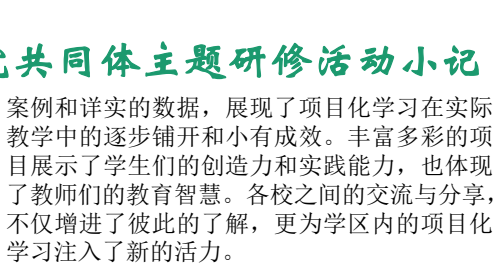 共同体主题研修活动小记
案例和详实的数据，展现了项目化学习在实际
教学中的逐步铺开和小有成效。丰富多彩的项
目展示了学生们的创造力和实践能力，也体现
了教师们的教育智慧。各校之间的交流与分享，
不仅增进了彼此的了解，更为学区内的项目化
学习注入了新的活力。